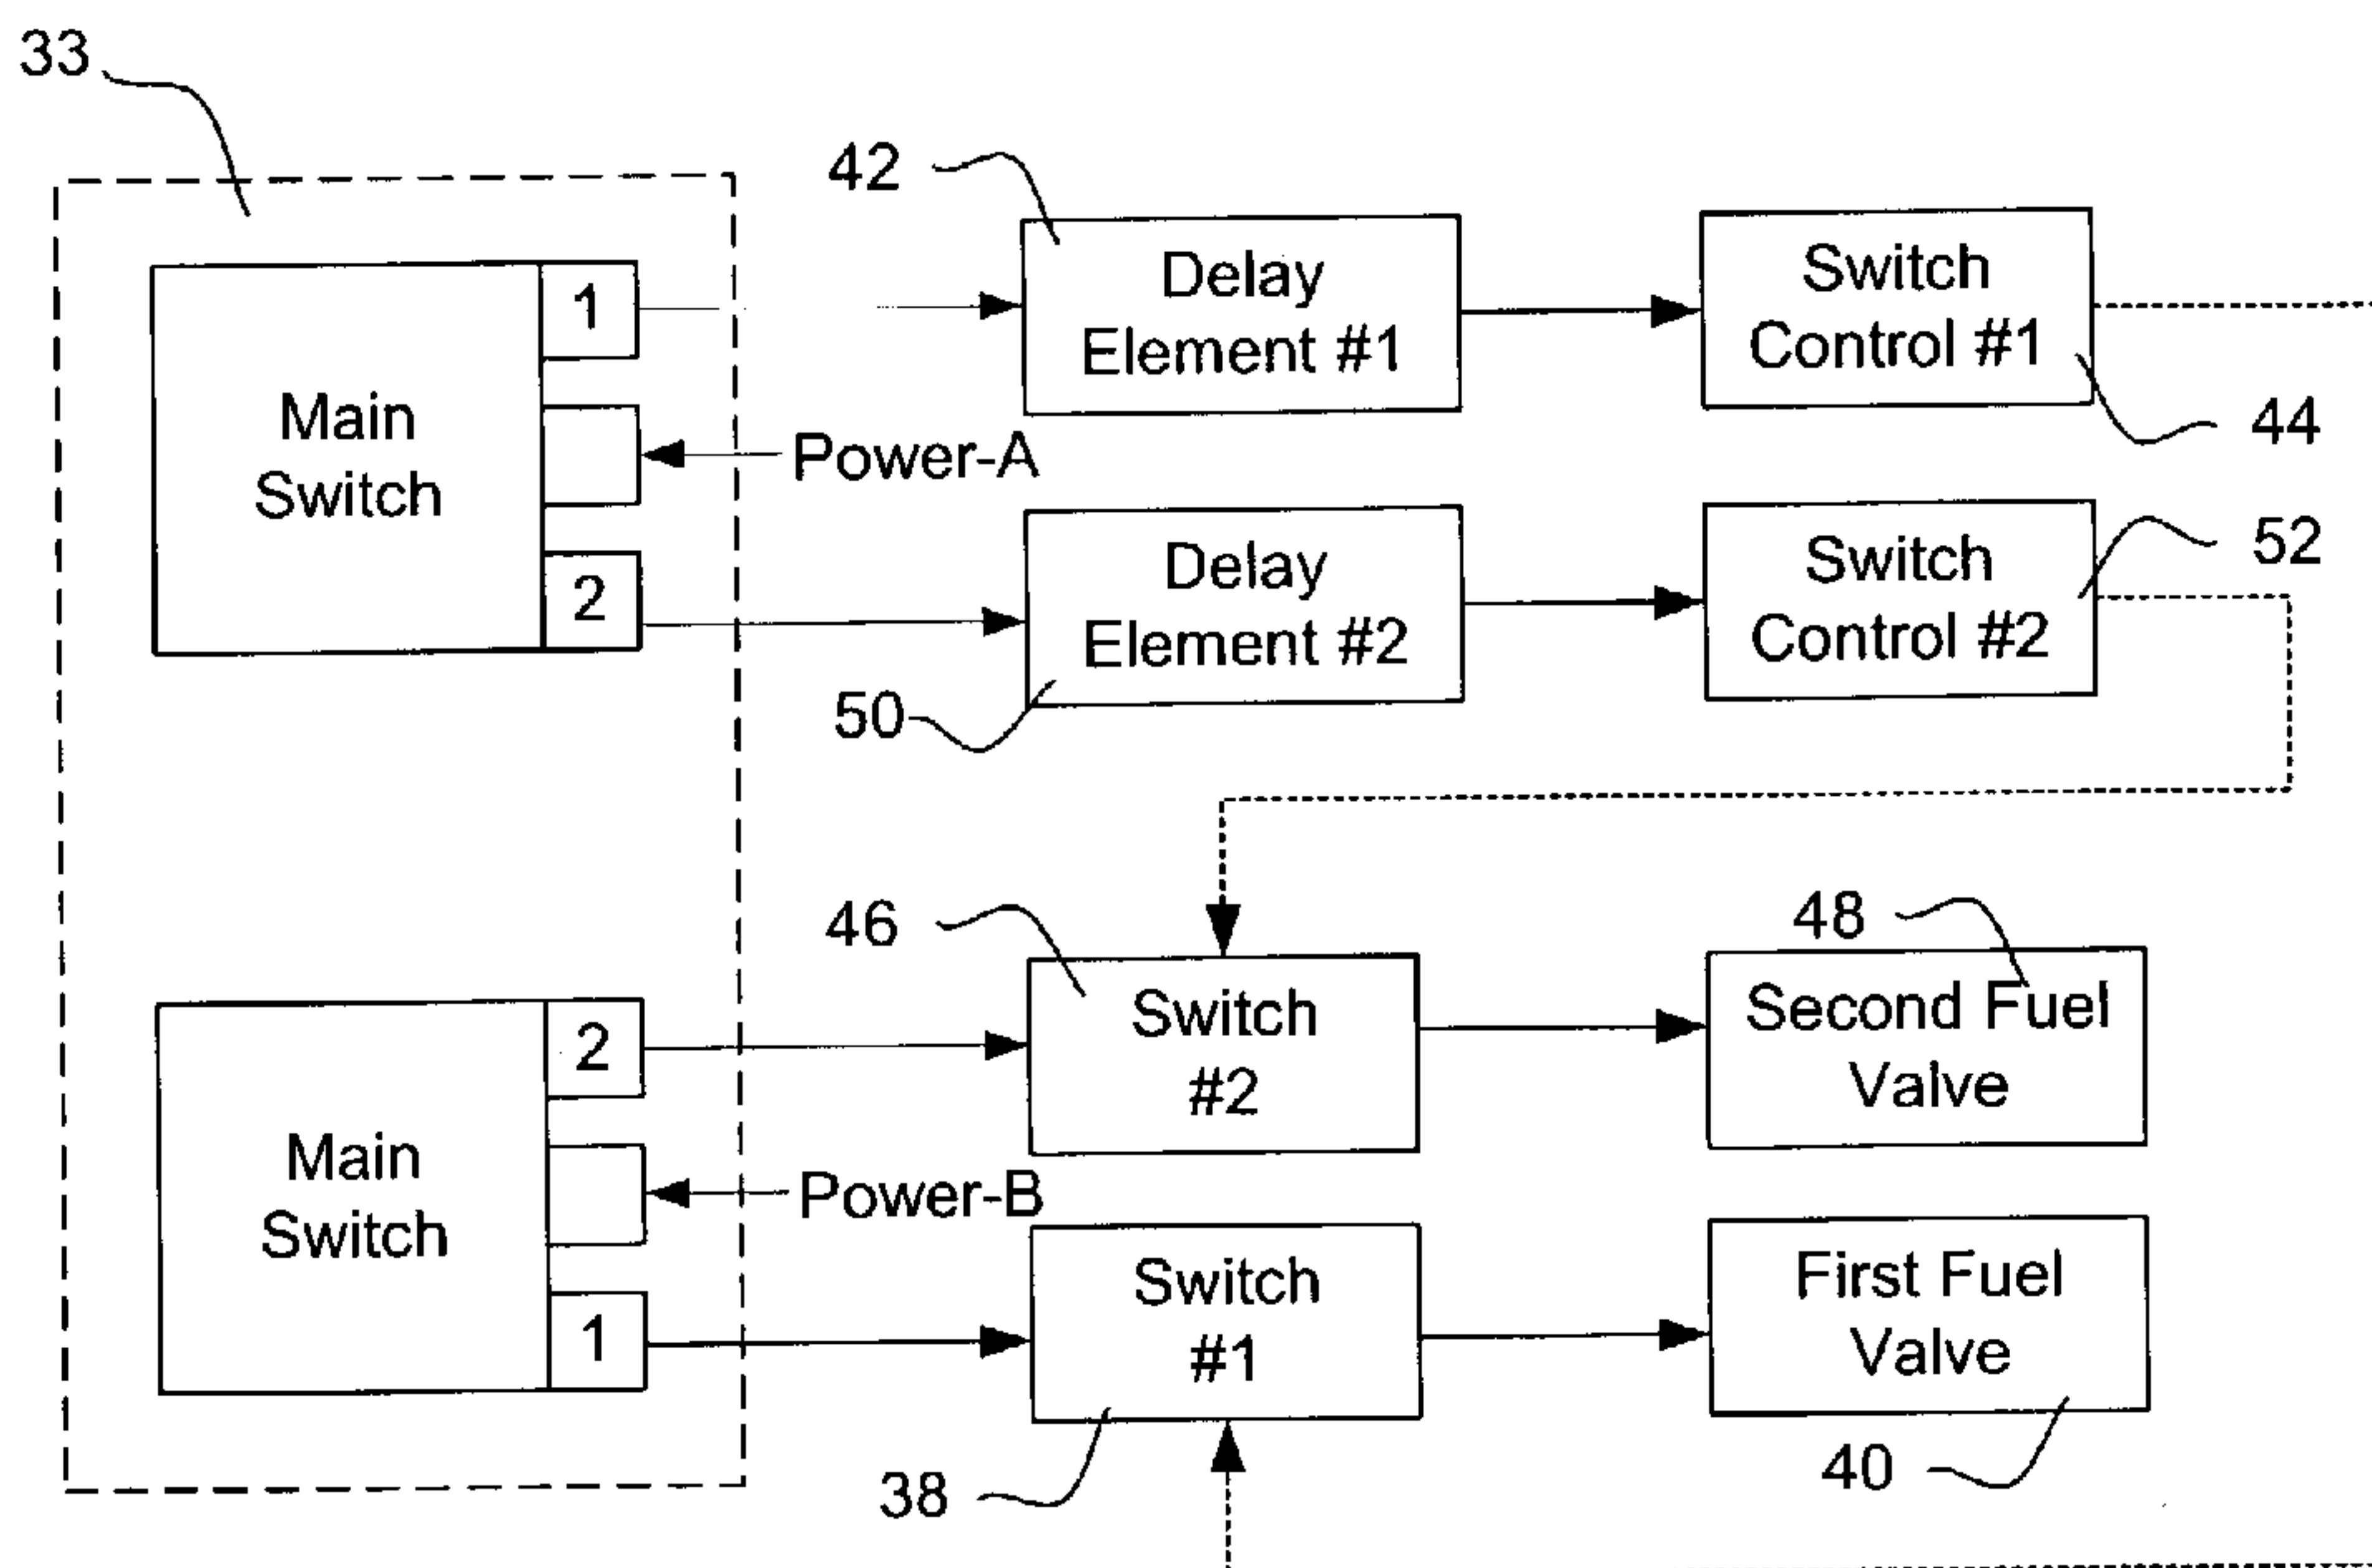 33
42
Delay
Element #1
Switch
Control #1
44
1
Main
Switch
Power-A
2
Delay
Element #2
50
Switch
Control #2
52
46
Switch
#2
48
Second Fuel
Valve
2
Main
Switch
Power-B
1
Switch
#1
38
First Fuel
Valve
40